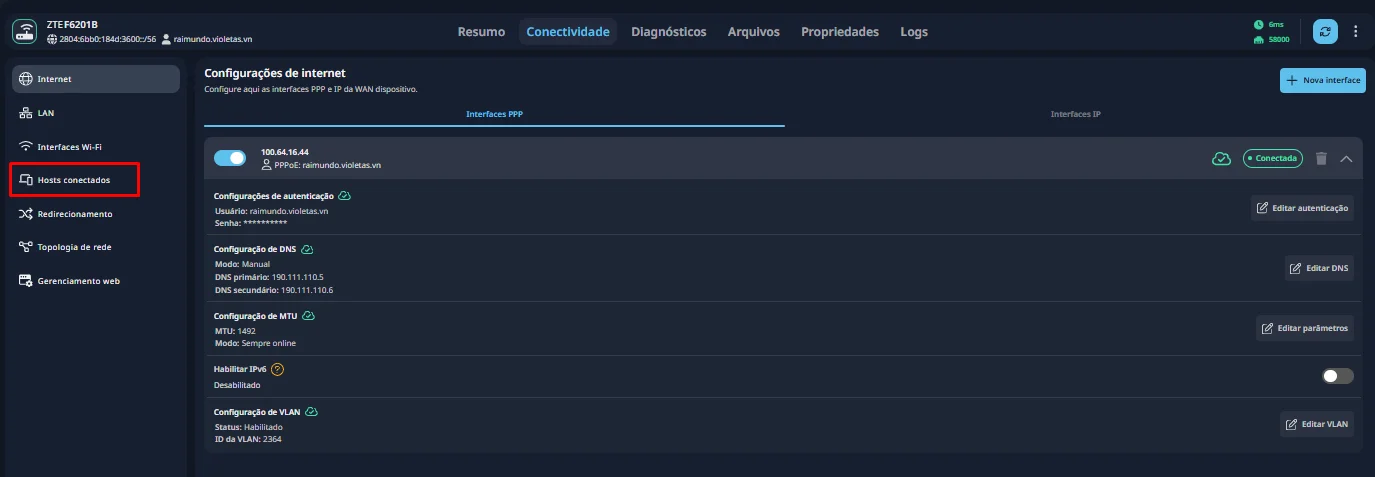 ZTEF6201B
2804:6bb0:184d:3600::/56 raimundo.violetas.vn
Resumo Conectividade Diagnósticos Arquivos Propriedades Logs
6ms
58000
Internet
LAN
Interfaces Wi-Fi
Hosts conectados
Redirecionamento
Topologia de rede
Gerenciamento web
Configurações de internet
Configure aqui as interfaces PPP e IP da WAN dispositivo.
Nova interface
Interfaces PPP Interfaces IP
100.64.16.44
PPPoE: raimundo.violetas.vn
Conectada
Configurações de autenticação
Usuário: raimundo.violetas.vn
Senha: **********
Editar autenticação
Configuração de DNS
Modo: Manual
DNS primário: 190.111.110.5
DNS secundário: 190.111.110.6
Editar DNS
Configuração de MTU
MTU: 1492
Modo: Sempre online
Editar parâmetros
Habilitar IPv6 ?
Desabilitado
Configuração de VLAN
Status: Habilitado
ID da VLAN: 2364
Editar VLAN